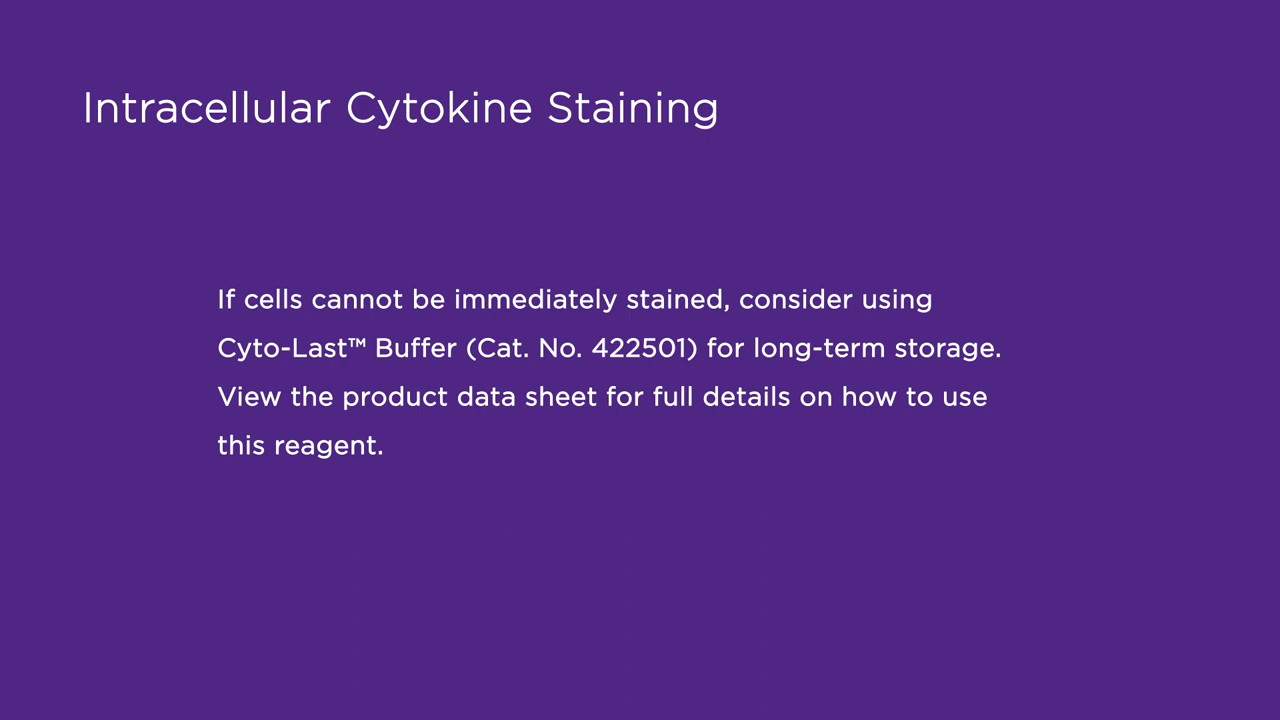 Intracellular Cytokine Staining
If cells cannot be immediately stained, consider using
Cyto-Last™ Buffer (Cat. No. 422501) for long-term storage.
View the product data sheet for full details on how to use
this reagent.